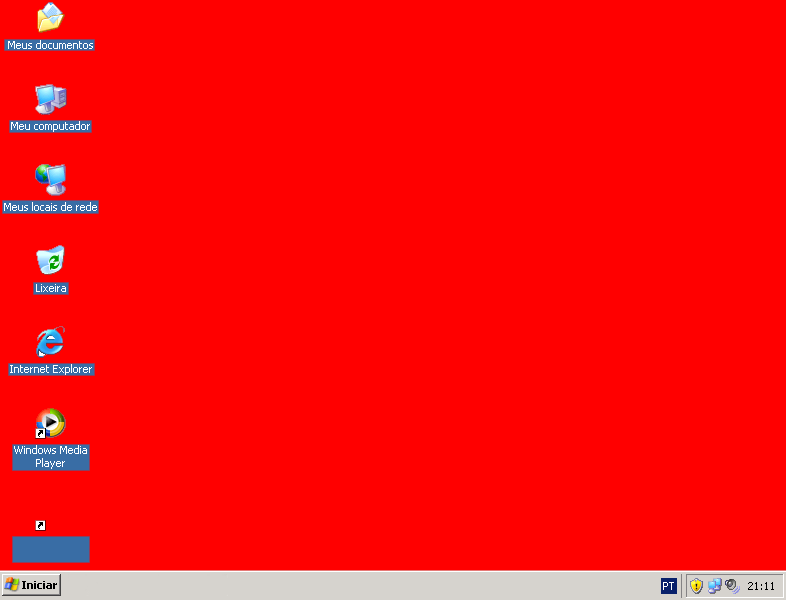 Meus documentos
Meu computador
Meus locais de rede
Lixeira
Internet Explorer
Windows Media
Player
Iniciar
PT
21:11